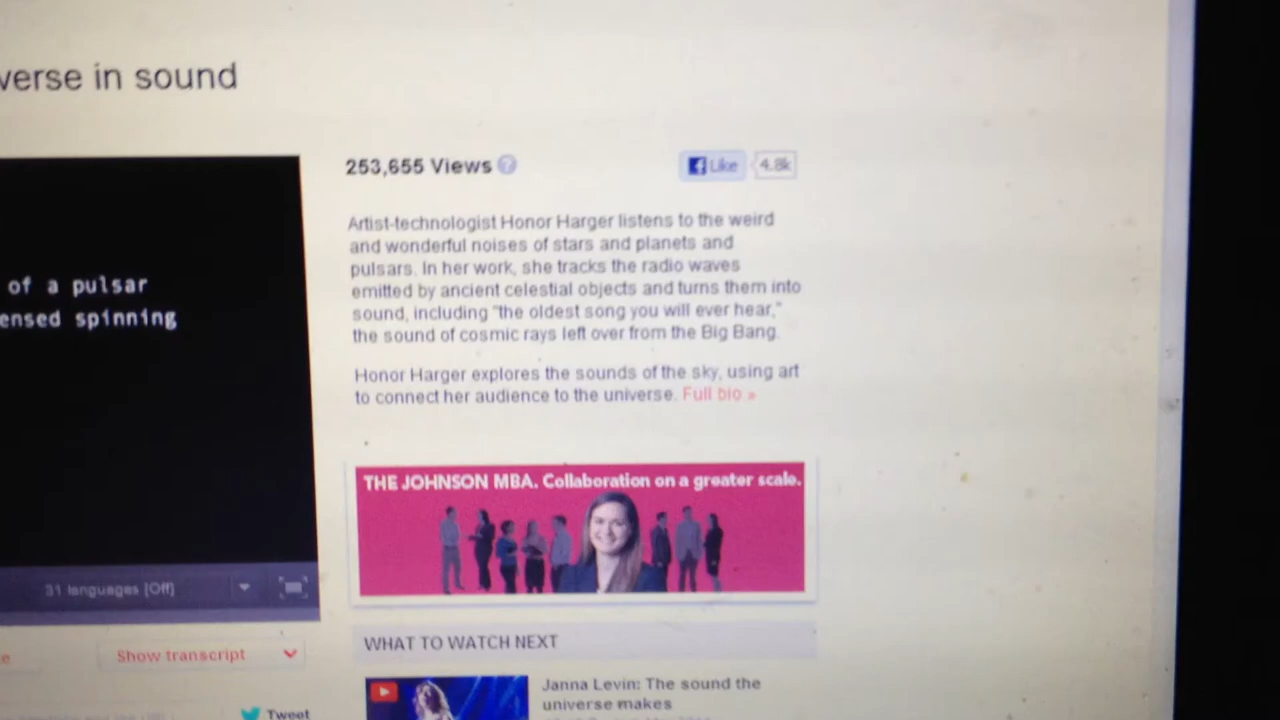 verse in sound
253,655 Views
Like 4.8k
Artist-technologist Honor Harger listens to the weird
and wonderful noises of stars and planets and
pulsars. In her work, she tracks the radio waves
emitted by ancient celestial objects and turns them into
sound, including "the oldest song you will ever hear,"
the sound of cosmic rays left over from the Big Bang.
Honor Harger explores the sounds of the sky, using art
to connect her audience to the universe. Full bio »
of a pulsar
ensed spinning
31 languages [Off]
Show transcript
Tweet
THE JOHNSON MBA. Collaboration on a greater scale.
WHAT TO WATCH NEXT
Janna Levin: The sound the
universe makes